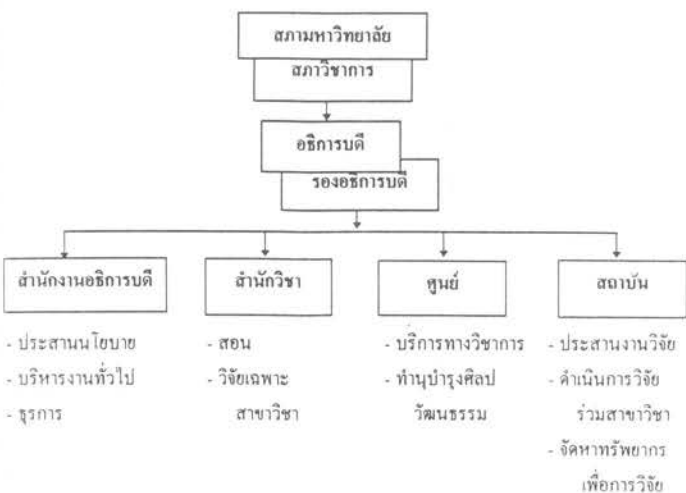 สภามหาวิทยาลัย
สภาวิชาการ
อธิการบดี
รองอธิการบดี
สำนักงานอธิการบดี
- ประสานนโยบาย
- บริหารงานทั่วไป
- ธุรการ
สำนักวิชา
- สอน
- วิจัยเฉพาะ
สาขาวิชา
ศูนย์
- บริการทางวิชาการ
- ทำนุบำรุงศิลป
วัฒนธรรม
สถาบัน
- ประสานงานวิจัย
- ดำเนินการวิจัย
ร่วมสาขาวิชา
- จัดหาทรัพยากร
เพื่อการวิจัย